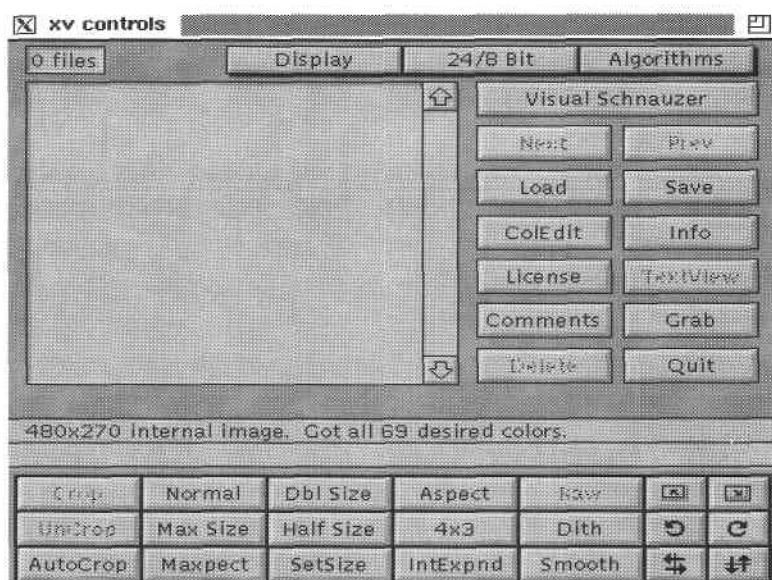 xv controls
0 files
Display 24/8 Bit Algorithms
Visual Schnauzer
Next Prev
Load Save
ColEdit Info
License TextView
Comments Grab
Delete Quit
480x270 internal image. Got all 69 desired colors.
Crop Normal Dbl Size Aspect Raw
UnCrop Max Size Half Size 4x3 Dith
AutoCrop Maxpect SetSize IntExpnd Smooth